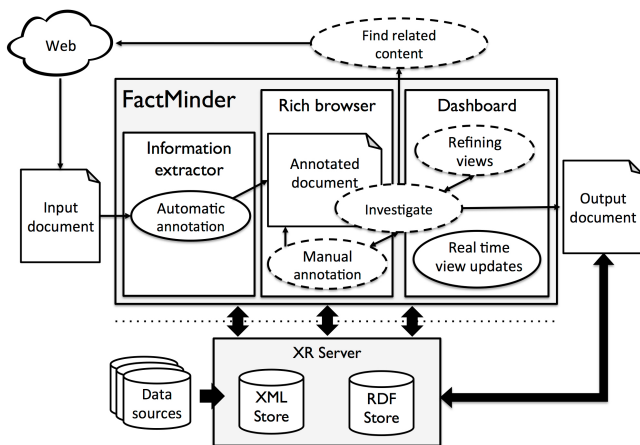 Web
Find related
content
FactMinder
Rich browser
Dashboard
Information
extractor
Annotated
document
Refining
views
Input
document
Automatic
annotation
Investigate
Output
document
Manual
annotation
Real time
view updates
XR Server
Data
sources
XML
Store
RDF
Store